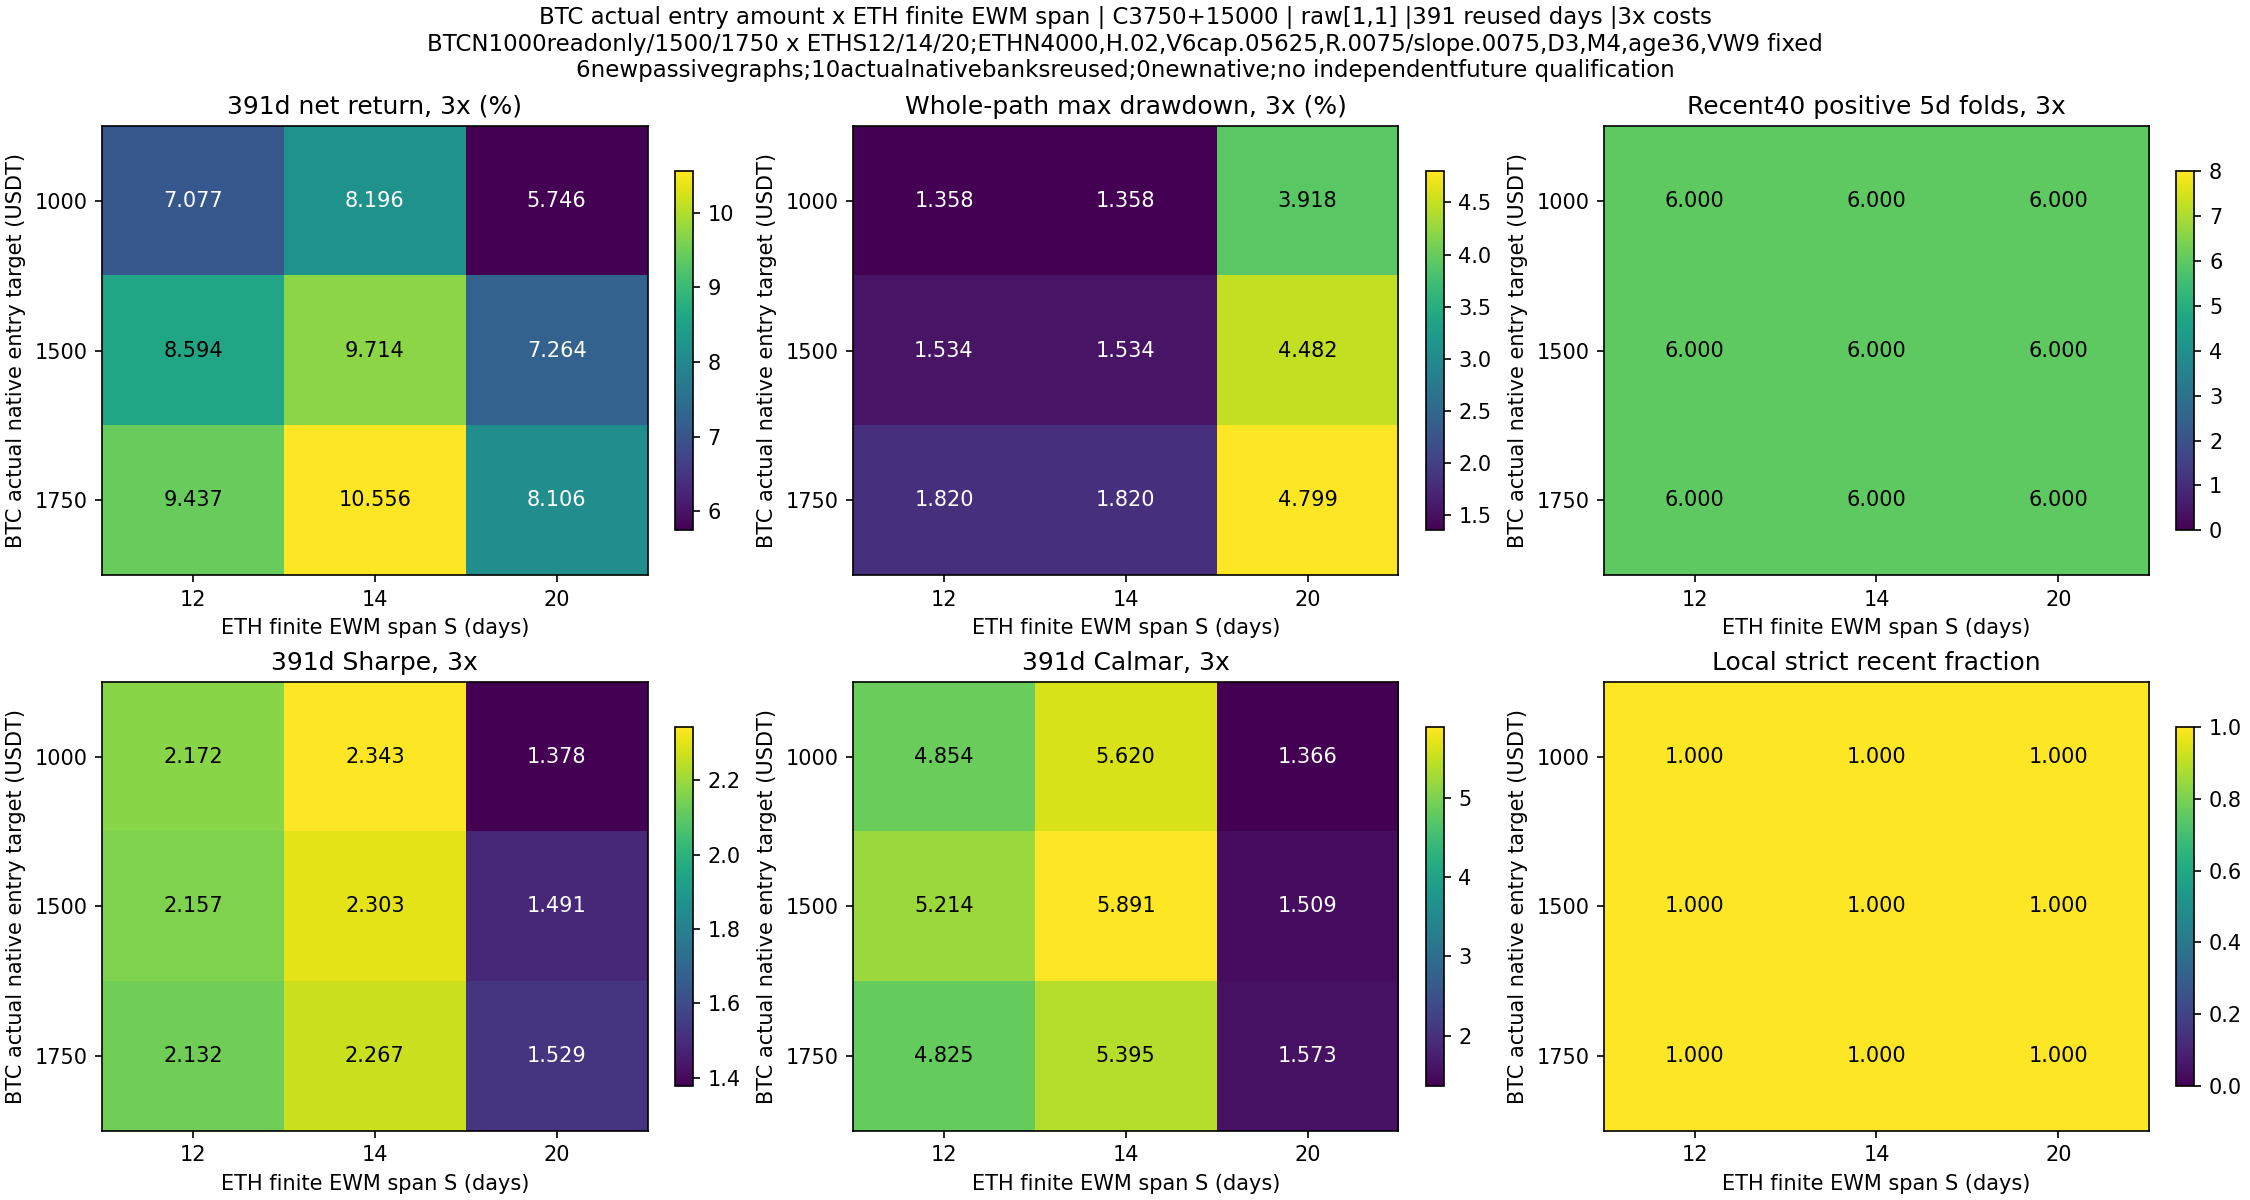 BTC actual entry amount x ETH finite EWM span | C3750+15000 | raw[1,1] |391 reused days |3x costs
BTCN1000readonly/1500/1750 x ETHS12/14/20;ETHN4000,H.02,V6cap.05625,R.0075/slope.0075,D3,M4,age36,VW9 fixed
6newpassivegraphs;10actualnativebanksreused;0newnative;no independentfuture qualification
391d net return, 3x (%)
BTC actual native entry target (USDT)
1000
1500
1750
7.077 8.196 5.746
8.594 9.714 7.264
9.437 10.556 8.106
12 14 20
ETH finite EWM span S (days)
10
9
8
7
6
Whole-path max drawdown, 3x (%)
BTC actual native entry target (USDT)
1000
1500
1750
1.358 1.358 3.918
1.534 1.534 4.482
1.820 1.820 4.799
12 14 20
ETH finite EWM span S (days)
4.5
4.0
3.5
3.0
2.5
2.0
1.5
Recent40 positive 5d folds, 3x
BTC actual native entry target (USDT)
1000
1500
1750
6.000 6.000 6.000
6.000 6.000 6.000
6.000 6.000 6.000
12 14 20
ETH finite EWM span S (days)
8
7
6
5
4
3
2
1
0
391d Sharpe, 3x
BTC actual native entry target (USDT)
1000
1500
1750
2.172 2.343 1.378
2.157 2.303 1.491
2.132 2.267 1.529
12 14 20
ETH finite EWM span S (days)
2.2
2.0
1.8
1.6
1.4
391d Calmar, 3x
BTC actual native entry target (USDT)
1000
1500
1750
4.854 5.620 1.366
5.214 5.891 1.509
4.825 5.395 1.573
12 14 20
ETH finite EWM span S (days)
5
4
3
2
Local strict recent fraction
BTC actual native entry target (USDT)
1000
1500
1750
1.000 1.000 1.000
1.000 1.000 1.000
1.000 1.000 1.000
12 14 20
ETH finite EWM span S (days)
1.0
0.8
0.6
0.4
0.2
0.0